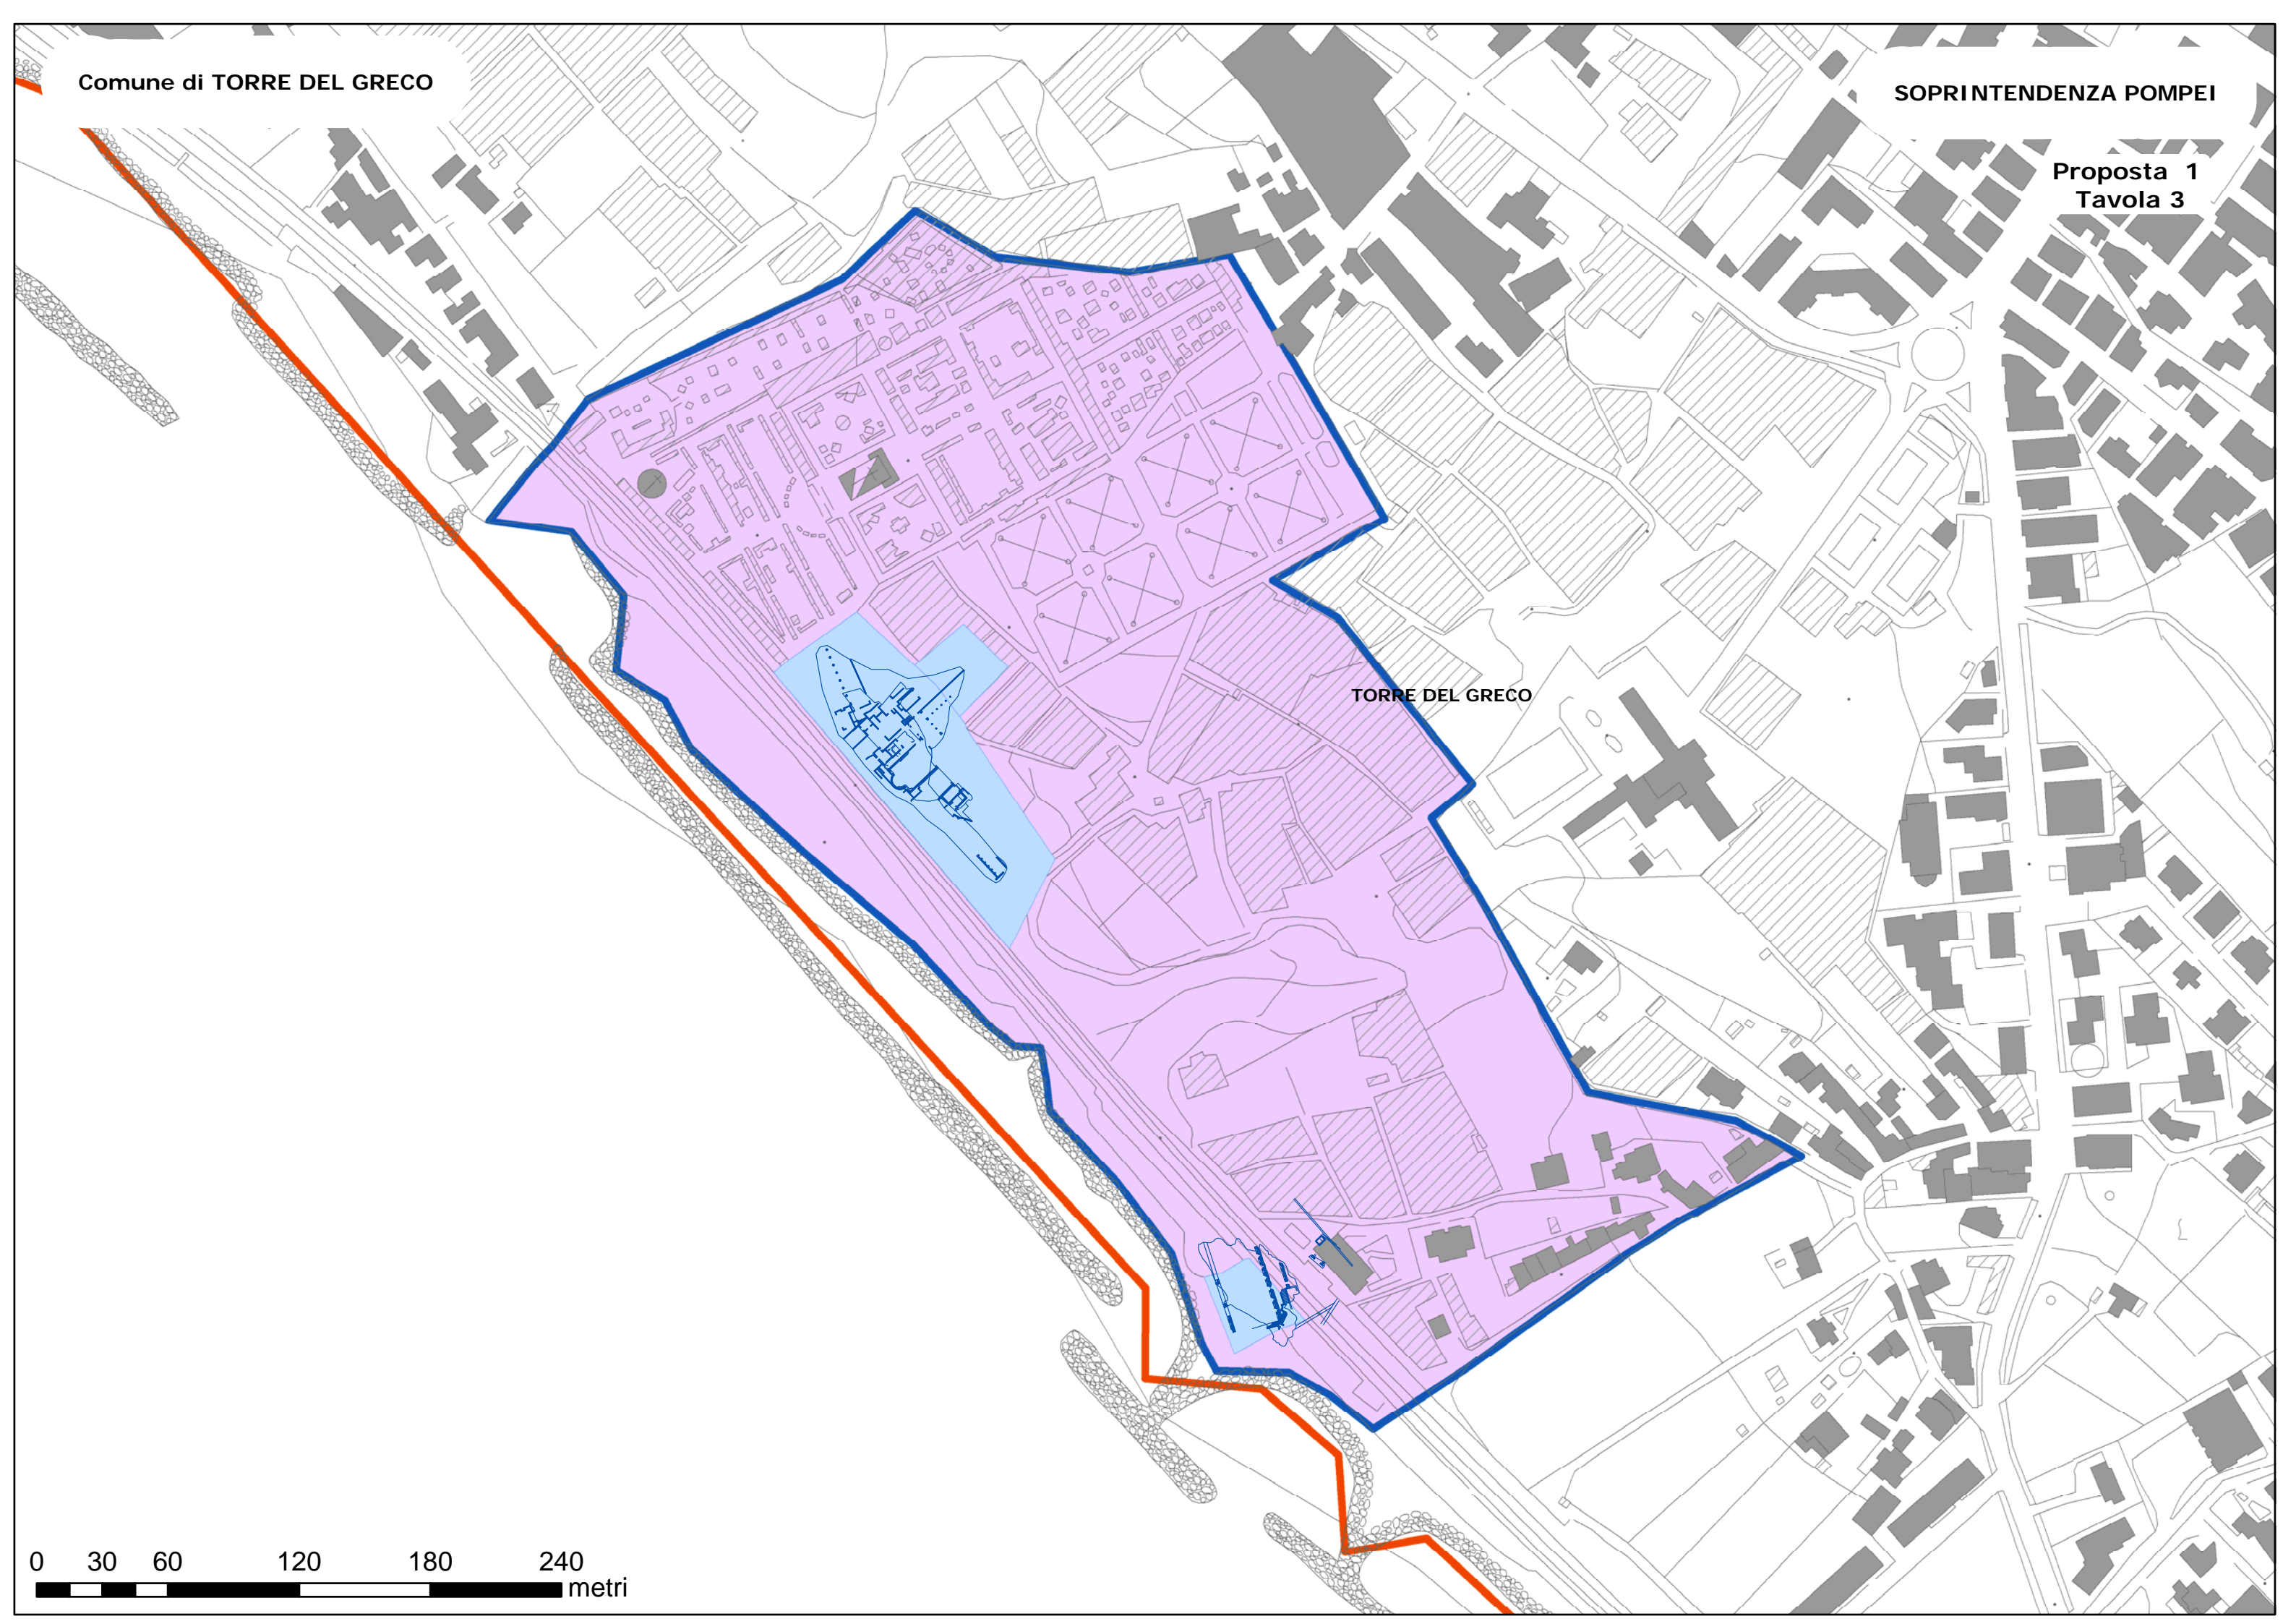 Comune di TORRE DEL GRECO
SOPRINTENDENZA POMPEI
Proposta 1
Tavola 3
TORRE DEL GRECO
0 30 60 120 180 240
metri